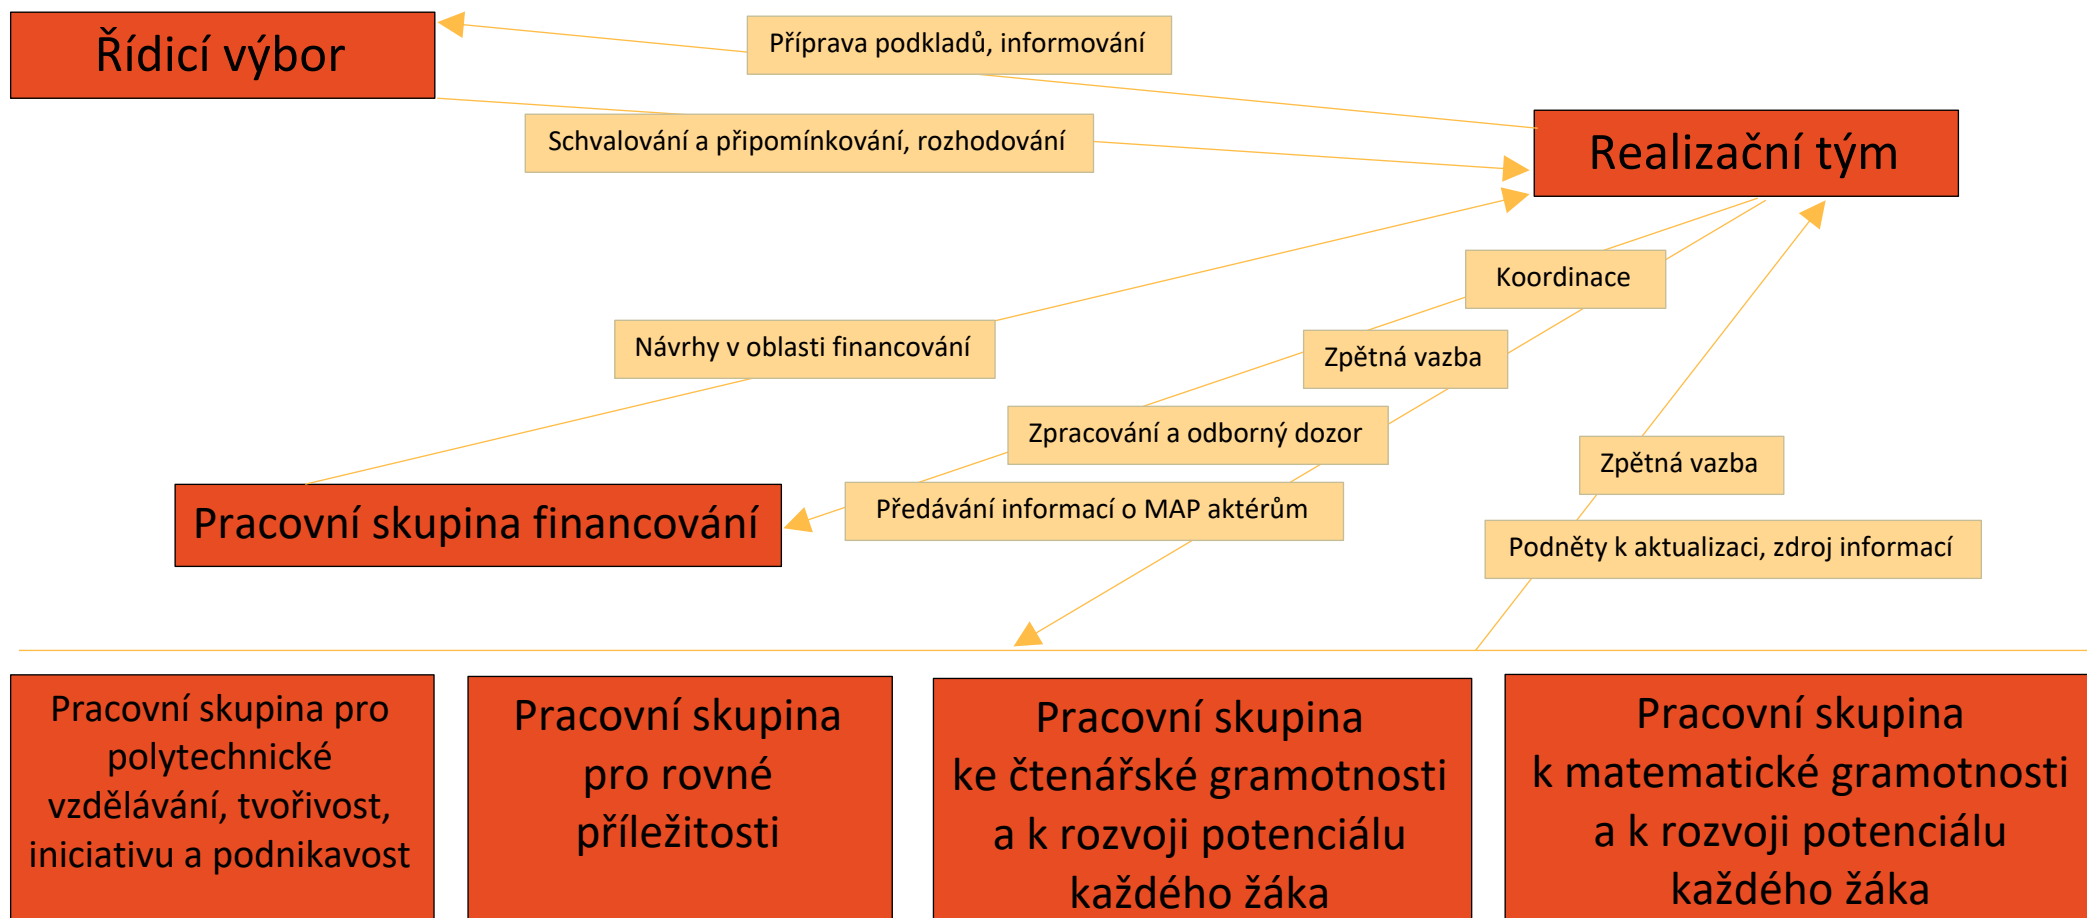 Řídicí výbor
Příprava podkladů, informování
Schvalování a připomínkování, rozhodování
Realizační tým
Koordinace
Návrhy v oblasti financování
Zpětná vazba
Zpracování a odborný dozor
Zpětná vazba
Pracovní skupina financování
Předávání informací o MAP aktérům
Podněty k aktualizaci, zdroj informací
Pracovní skupina pro
polytechnické
vzdělávání, tvořivost,
iniciativu a podnikavost
Pracovní skupina
pro rovné
příležitosti
Pracovní skupina
ke čtenářské gramotnosti
a k rozvoji potenciálu
každého žáka
Pracovní skupina
k matematické gramotnosti
a k rozvoji potenciálu
každého žáka